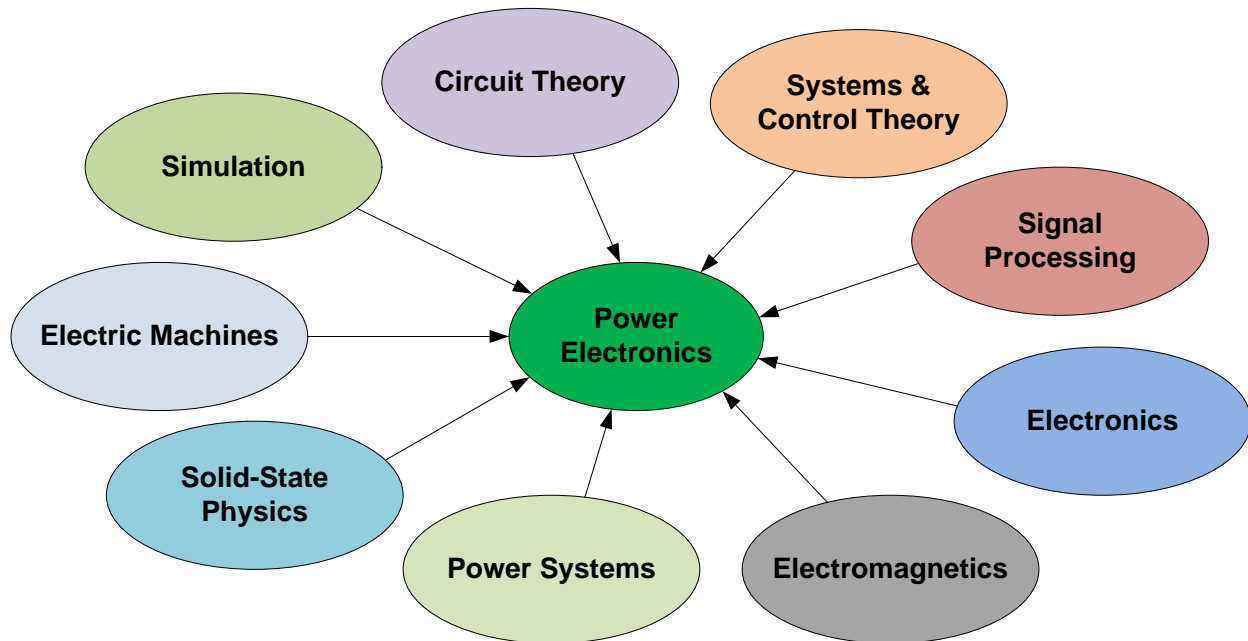 Circuit Theory
Systems &
Control Theory
Simulation
Signal
Processing
Electric Machines
Power
Electronics
Electronics
Solid-State
Physics
Power Systems
Electromagnetics